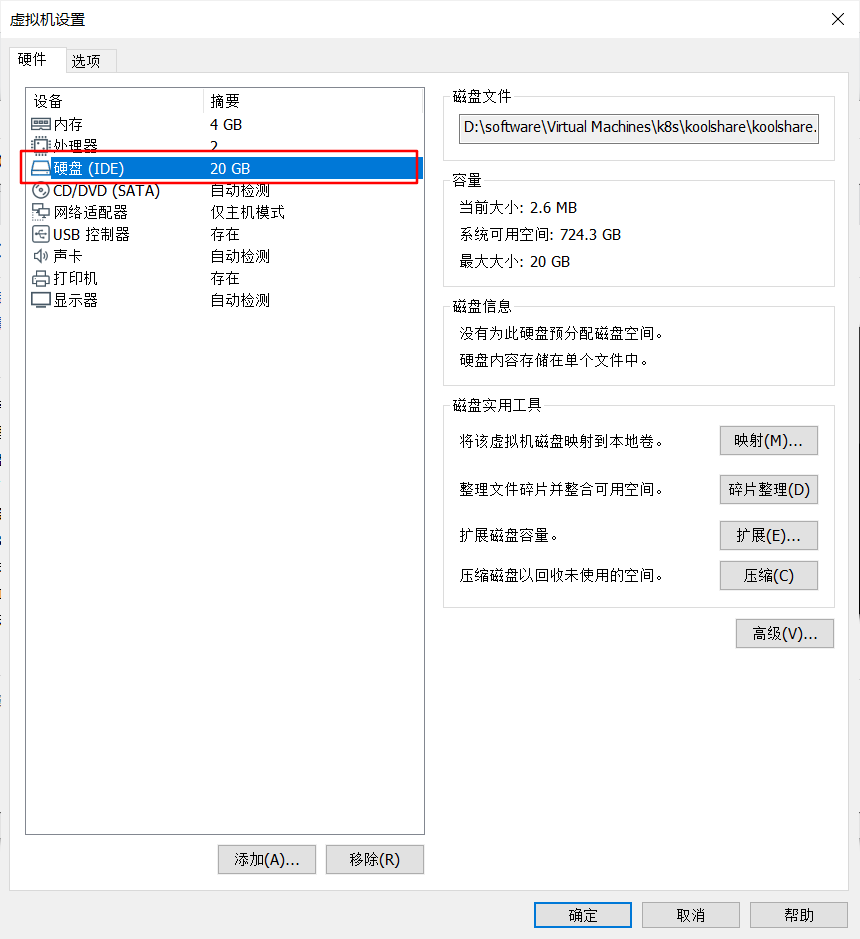 虚拟机设置
硬件
选项
设备 摘要
内存 4 GB
处理器 2
硬盘 (IDE) 20 GB
CD/DVD (SATA) 自动检测
网络适配器 仅主机模式
USB 控制器 存在
声卡 自动检测
打印机 存在
显示器 自动检测
添加(A)...
移除(R)
磁盘文件
D:\software\Virtual Machines\k8s\koolshare\koolshare.
容量
当前大小: 2.6 MB
系统可用空间: 724.3 GB
最大大小: 20 GB
磁盘信息
没有为此硬盘预分配磁盘空间。
硬盘内容存储在单个文件中。
磁盘实用工具
将该虚拟机磁盘映射到本地卷。 映射(M)...
整理文件碎片并整合可用空间。 碎片整理(D)
扩展磁盘容量。 扩展(E)...
压缩磁盘以回收未使用的空间。 压缩(C)
高级(V)...
确定
取消
帮助